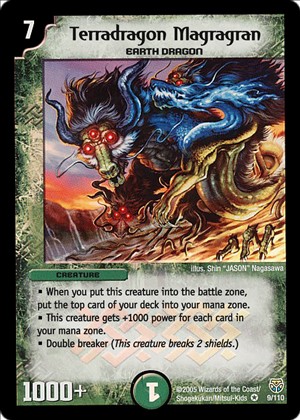 7
Terradragon Magragran
EARTH DRAGON
illus. Shin "JASON" Nagasawa
CREATURE
▪ When you put this creature into the battle zone,
put the top card of your deck into your mana zone.
▪ This creature gets +1000 power for each card in
your mana zone.
▪ Double breaker (This creature breaks 2 shields.)
1000+
1
©2005 Wizards of the Coast/
Shogakukan/Mitsui-Kids ✪ 9/110